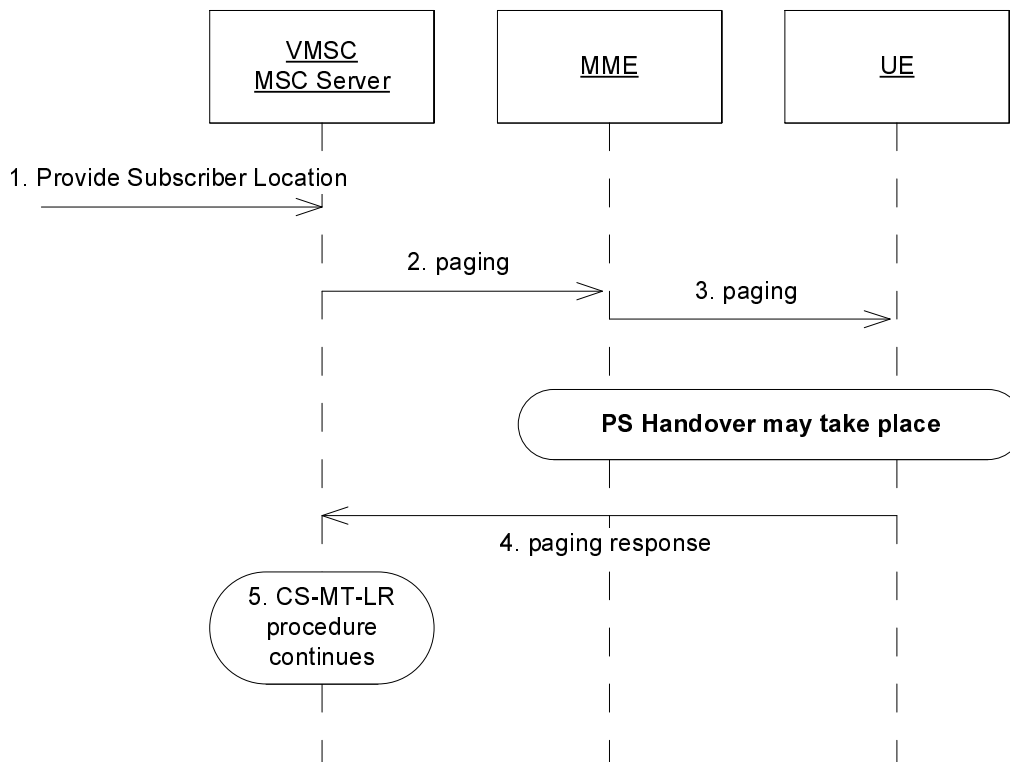 VMSC
MSC Server
MME
UE
1. Provide Subscriber Location
2. paging
3. paging
PS Handover may take place
4. paging response
5. CS-MT-LR
procedure
continues